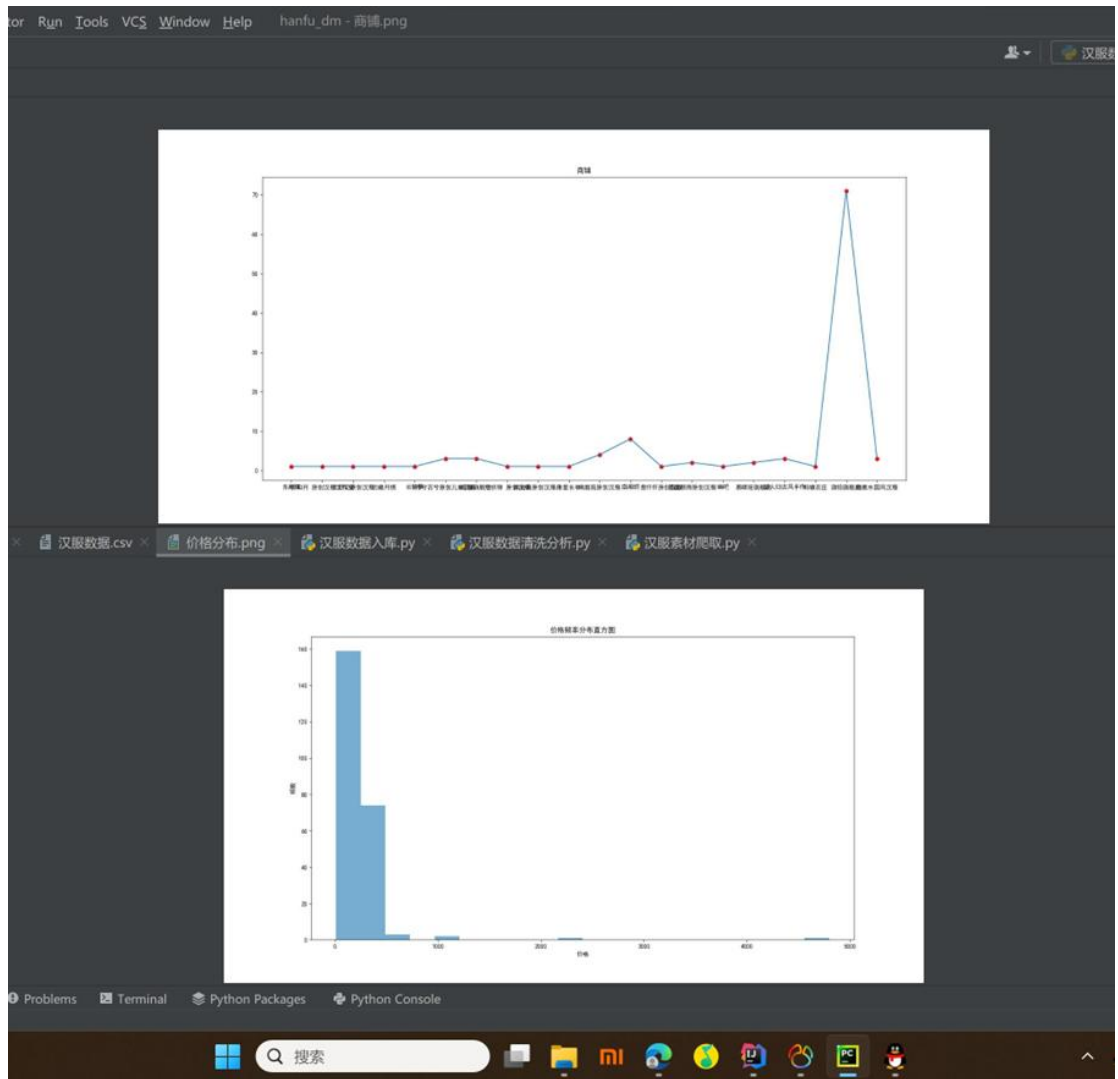 tor Run Tools VCS Window Help hanfu_dm - 商铺.png
汉服数
商铺
70
60
50
40
30
20
10
0
汉服数据.csv 价格分布.png 汉服数据入库.py 汉服数据清洗分析.py 汉服素材爬取.py
价格频率分布直方图
160
140
120
100
80
60
40
20
0
频数
0 1000 2000 3000 4000 5000
价格
Problems Terminal Python Packages Python Console
搜索